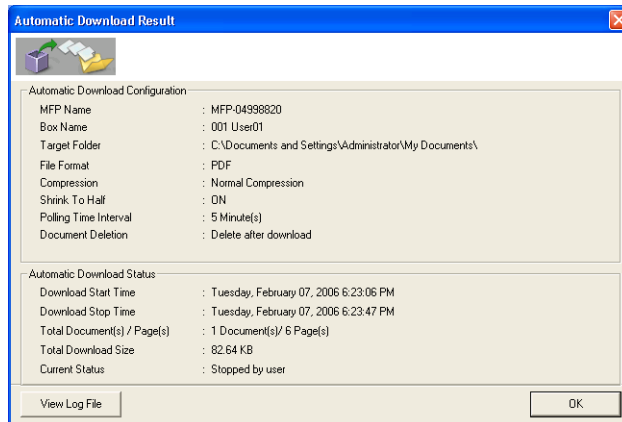 Automatic Download Result
Automatic Download Configuration
MFP Name : MFP-04998820
Box Name : 001 User01
Target Folder : C:\Documents and Settings\Administrator\My Documents\
File Format : PDF
Compression : Normal Compression
Shrink To Half : ON
Polling Time Interval : 5 Minute(s)
Document Deletion : Delete after download
Automatic Download Status
Download Start Time : Tuesday, February 07, 2006 6:23:06 PM
Download Stop Time : Tuesday, February 07, 2006 6:23:47 PM
Total Document(s) / Page(s) : 1 Document(s)/ 6 Page(s)
Total Download Size : 82.64 KB
Current Status : Stopped by user
View Log File OK